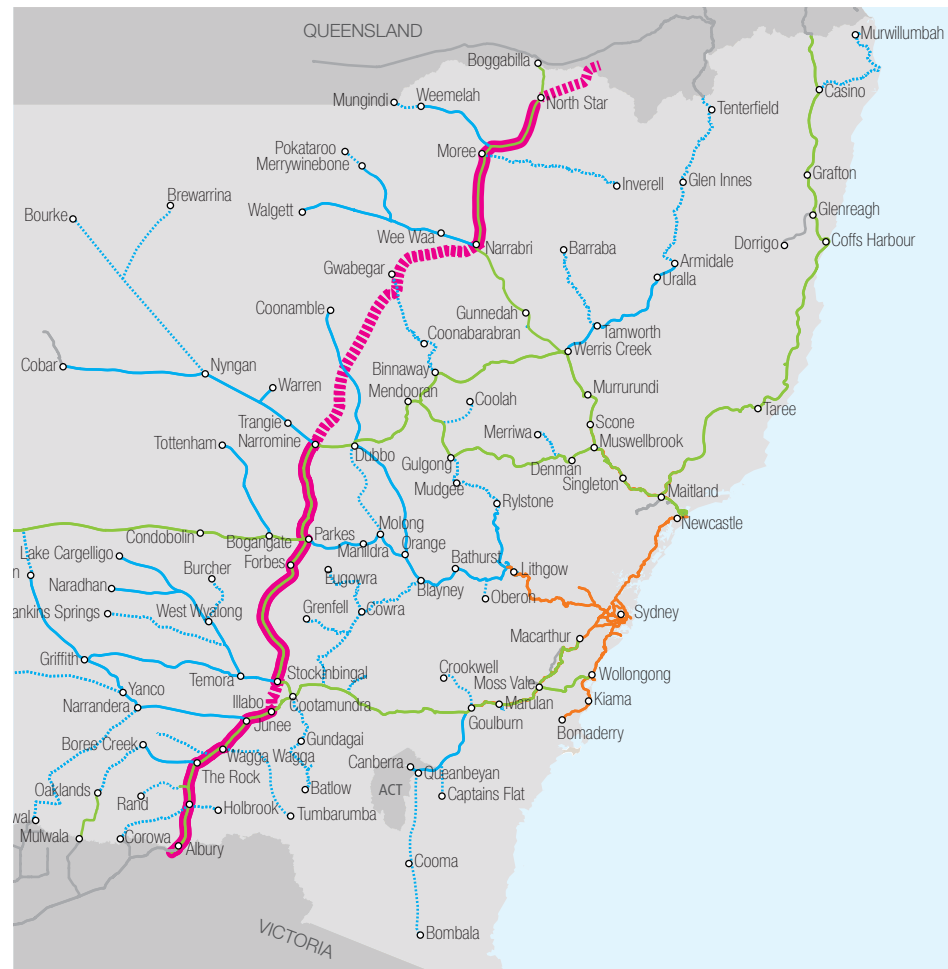 QUEENSLAND
Murwillumbah
Boggabilla
Casino
Mungindi
Weemelah
North Star
Tenterfield
Moree
Pokataroo
Merrywinebone
Inverell
Glen Innes
Grafton
Brewarrina
Walgett
Bourke
Glenreagh
Wee Waa
Narrabri
Barraba
Dorrigo
Coffs Harbour
Gwabegar
Armidale
Uralla
Coonamble
Gunnedah
Coonabarabran
Tamworth
Werris Creek
Cobar
Nyngan
Binnaway
Warren
Mendooran
Murrurundi
Coolah
Taree
Trangie
Scone
Tottenham
Narromine
Merriwa
Muswellbrook
Dubbo
Gulgong
Denman
Singleton
Mudgee
Rylstone
Maitland
Newcastle
Condobolin
Bogangate
Parkes
Molong
Manildra
Orange
Lake Cargelligo
Forbes
Bathurst
Lithgow
n
Burcher
Eugowra
Naradhan
Blayney
Oberon
ankins Springs
West Wyalong
Grenfell
Cowra
Sydney
Macarthur
Griffith
Temora
Stockinbingal
Crookwell
Wollongong
Yanco
Moss Vale
Narrandera
Illabo
Cootamundra
Marulan
Kiama
Junee
Goulburn
Bomaderry
Boree Creek
Gundagai
Wagga Wagga
Canberra
Queanbeyan
The Rock
Oaklands
Batlow
ACT
Captains Flat
Rand
Holbrook
Tumbarumba
wal
Mulwala
Corowa
Albury
Cooma
VICTORIA
Bombala